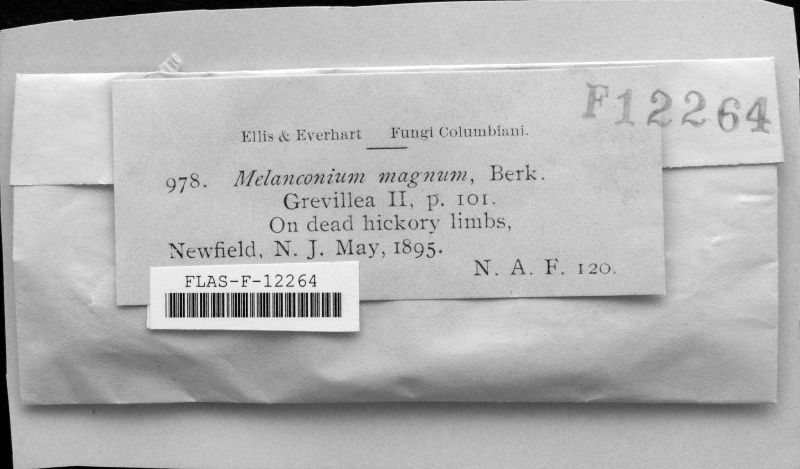 F12264
Ellis & Everhart Fungi Columbiani.
978. Melanconium magnum, Berk.
Grevillea II, p. 101.
On dead hickory limbs,
Newfield, N. J. May, 1895.
N. A. F. 120.
FLAS-F-12264